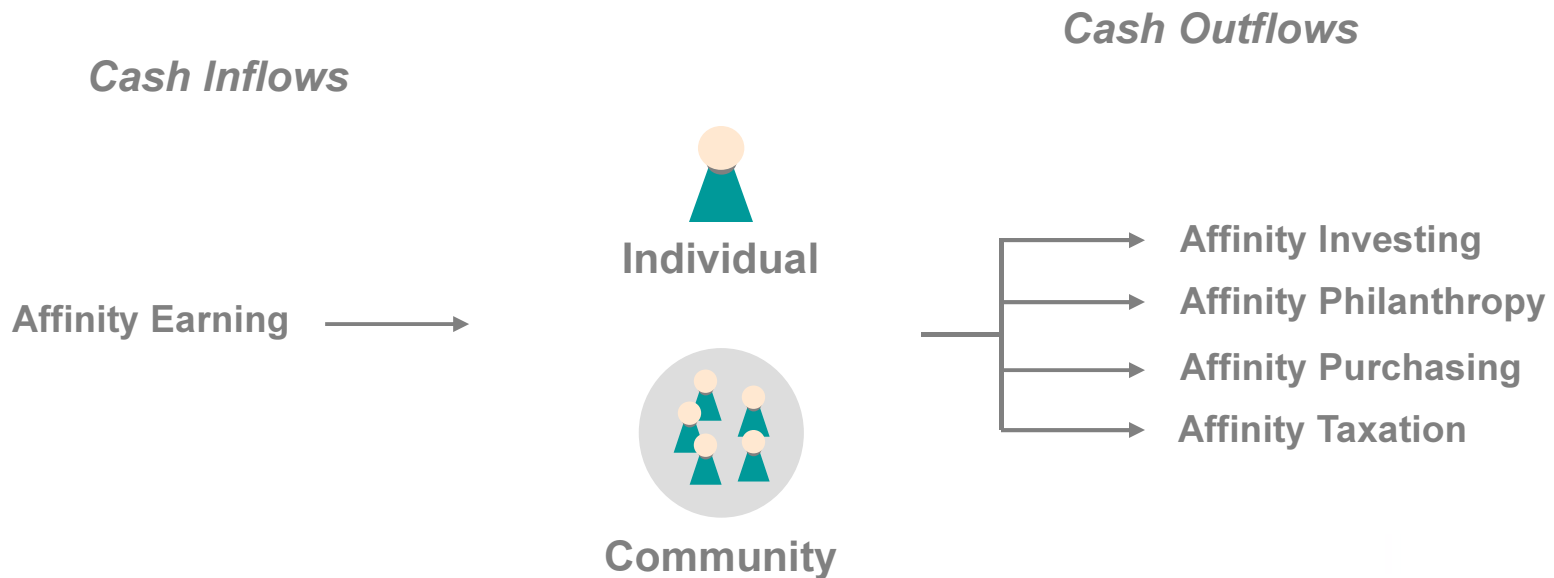 Cash Inflows
Cash Outflows
Individual
Affinity Earning
Community
Affinity Investing
Affinity Philanthropy
Affinity Purchasing
Affinity Taxation